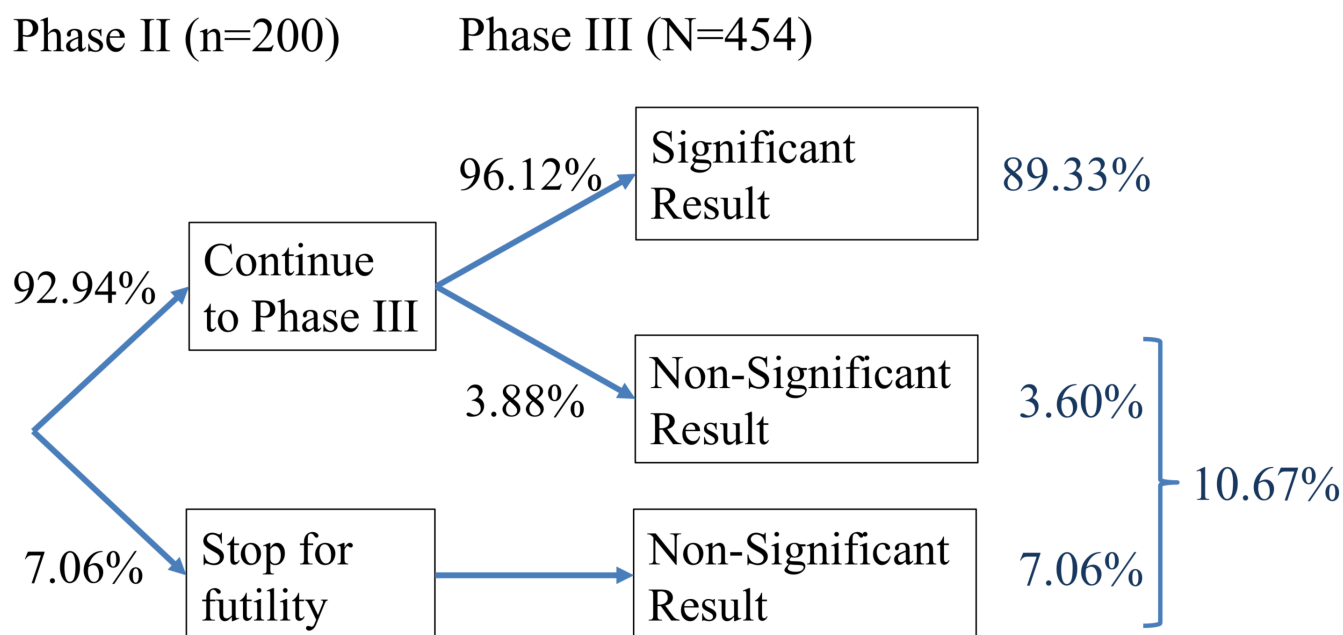 Phase II (n=200)
Phase III (N=454)
96.12%
Significant
Result
89.33%
92.94%
Continue
to Phase III
3.88%
Non-Significant
Result
3.60%
10.67%
7.06%
Stop for
futility
Non-Significant
Result
7.06%